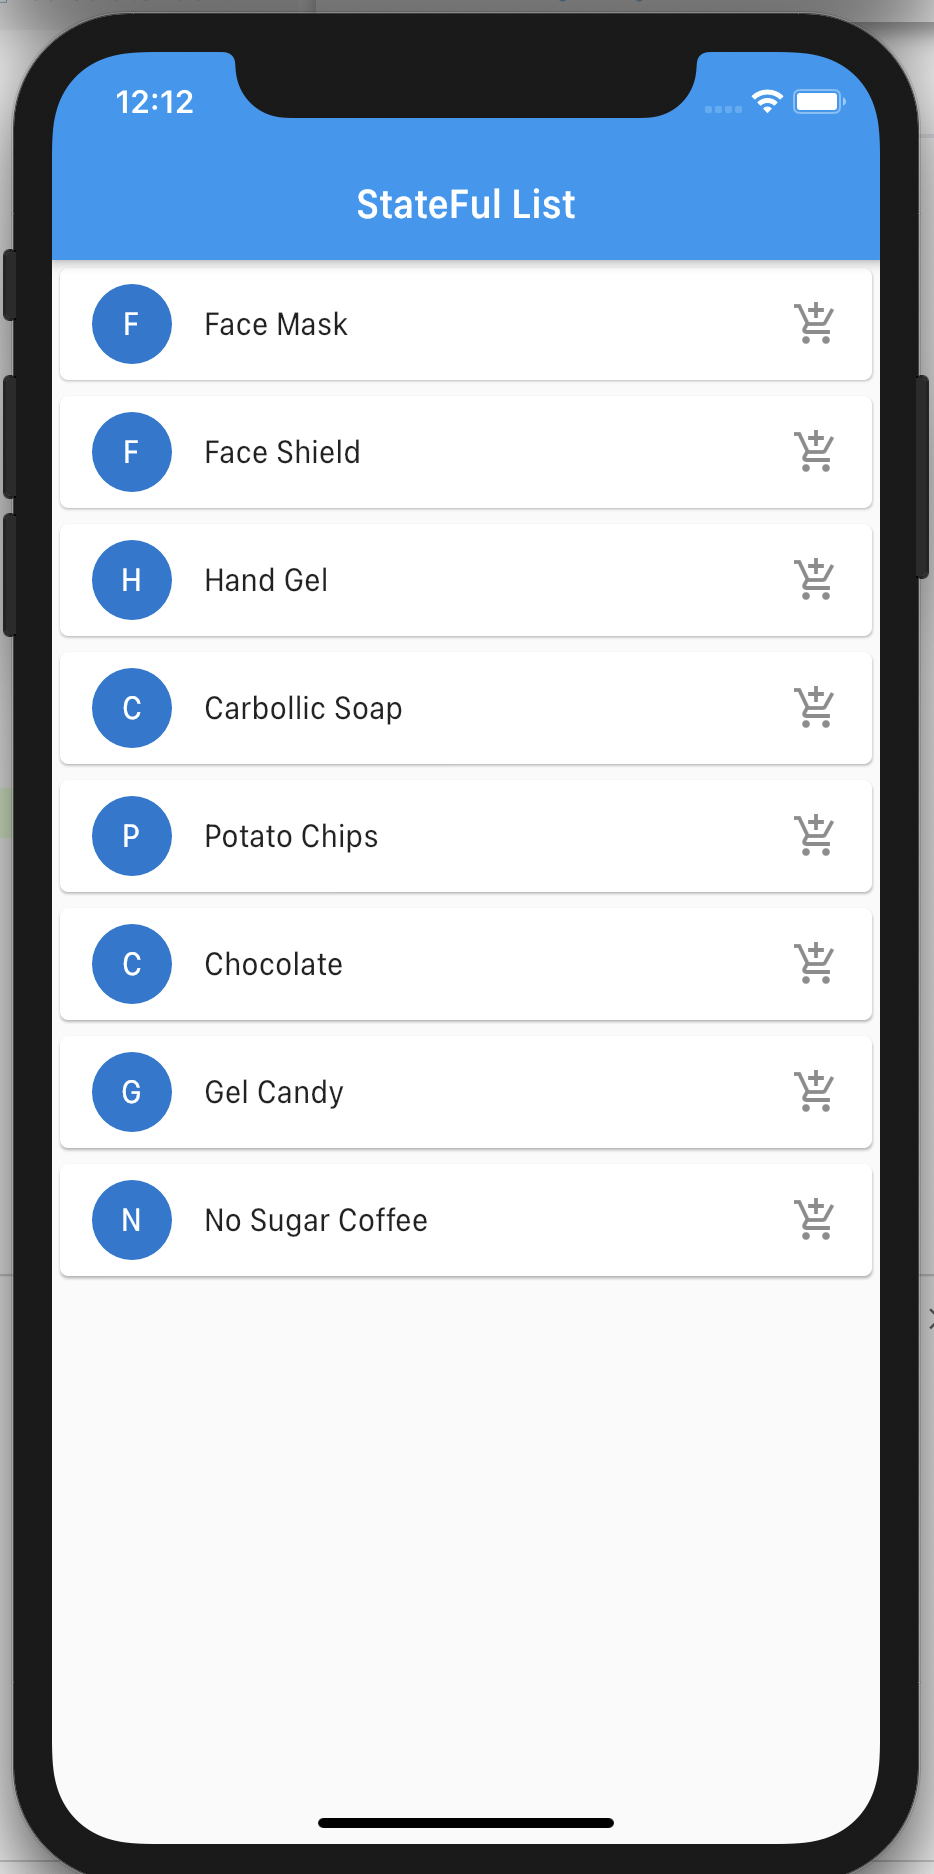 12:12
StateFul List
F Face Mask
F Face Shield
H Hand Gel
C Carbollic Soap
P Potato Chips
C Chocolate
G Gel Candy
N No Sugar Coffee